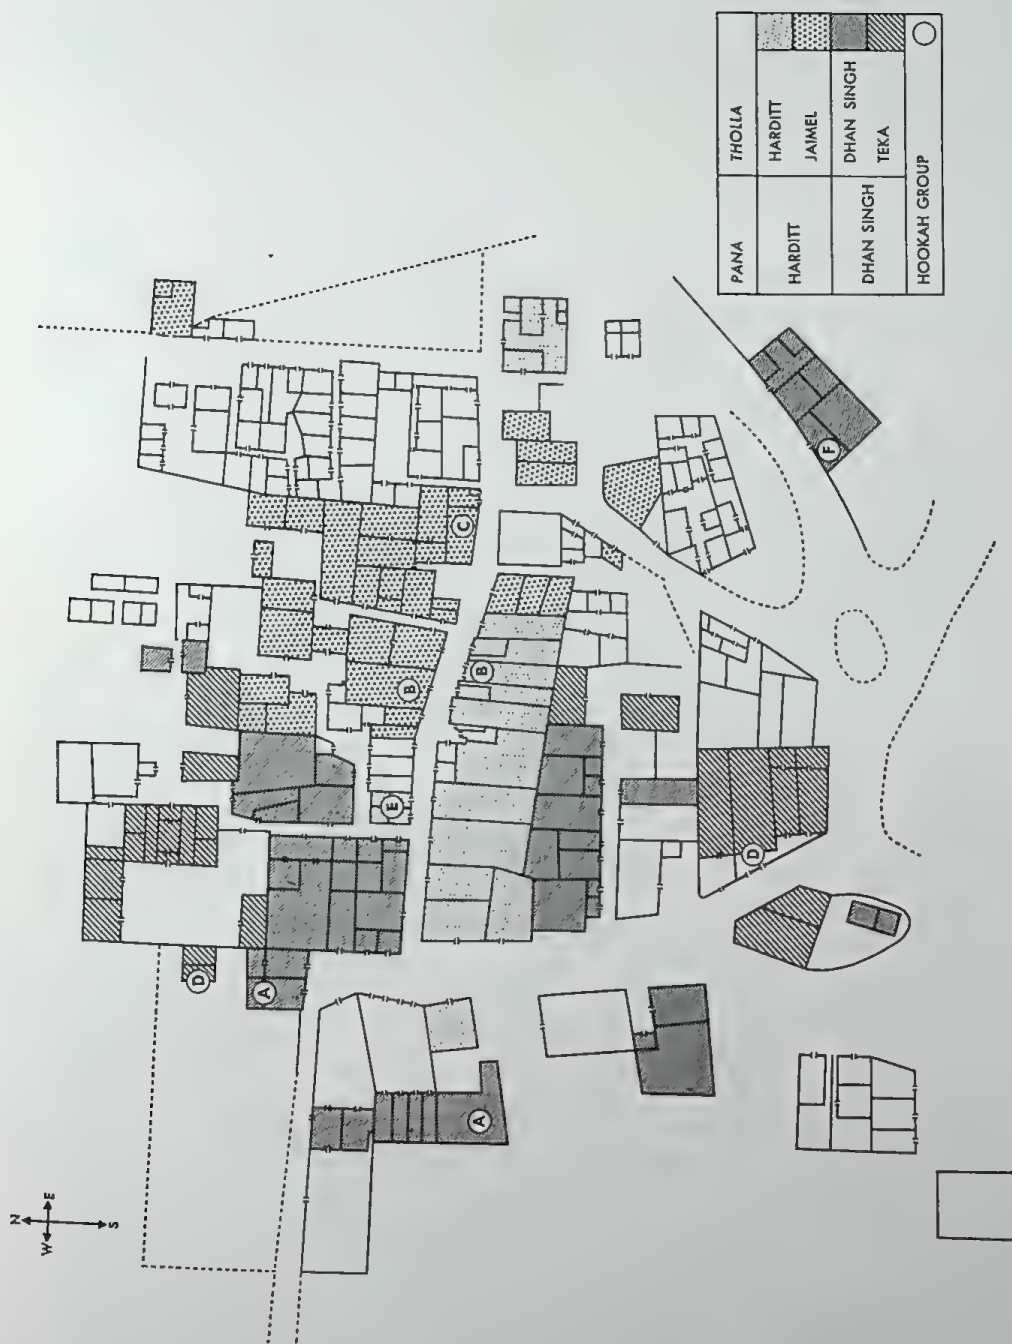 PANA THOLLA
HARDITT HARDITT
JAIMEL
DHAN SINGH DHAN SINGH
TEKA
HOOKAH GROUP
N
W E
S
A
A
B
B
C
D
D
E
F